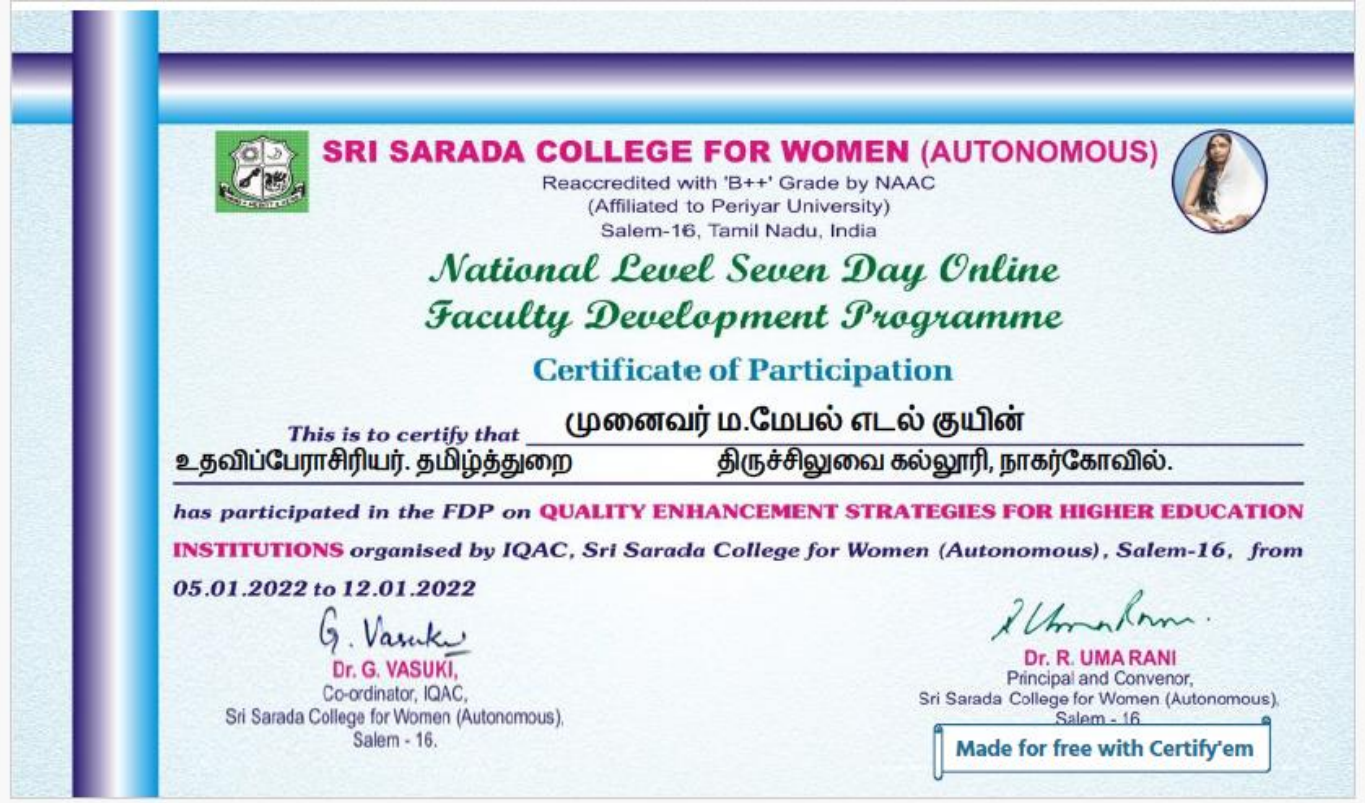 SRI SARADA COLLEGE FOR WOMEN (AUTONOMOUS)
Reaccredited with 'B++' Grade by NAAC
(Affiliated to Periyar University)
Salem-16, Tamil Nadu, India
National Level Seven Day Online
Faculty Development Programme
Certificate of Participation
This is to certify that முனைவர் ம.மேபல் எடல் குயின்
உதவிப்பேராசிரியர். தமிழ்த்துறை திருச்சிலுவை கல்லூரி, நாகர்கோவில்.
has participated in the FDP on QUALITY ENHANCEMENT STRATEGIES FOR HIGHER EDUCATION
INSTITUTIONS organised by IQAC, Sri Sarada College for Women (Autonomous), Salem-16, from
05.01.2022 to 12.01.2022
G. Vasuki
Dr. G. VASUKI,
Co-ordinator, IQAC,
Sri Sarada College for Women (Autonomous),
Salem - 16.
R Uma Rani.
Dr. R. UMA RANI
Principal and Convenor,
Sri Sarada College for Women (Autonomous),
Salem - 16
Made for free with Certify'em